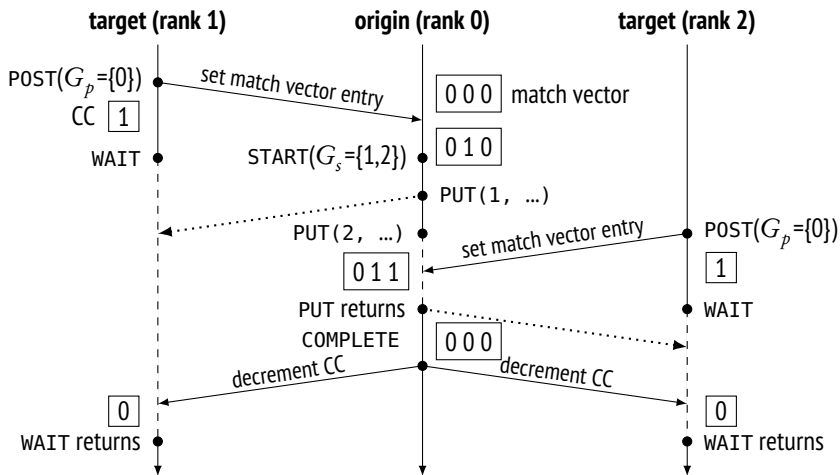 target (rank 1) origin (rank 0) target (rank 2)
POST(Gp={0}) set match vector entry 0 0 0 match vector
CC 1
WAIT START(Gs={1,2}) 0 1 0
PUT(1, …)
PUT(2, …) set match vector entry POST(Gp={0})
0 1 1 1
PUT returns WAIT
COMPLETE 0 0 0
decrement CC decrement CC
0 0
WAIT returns WAIT returns